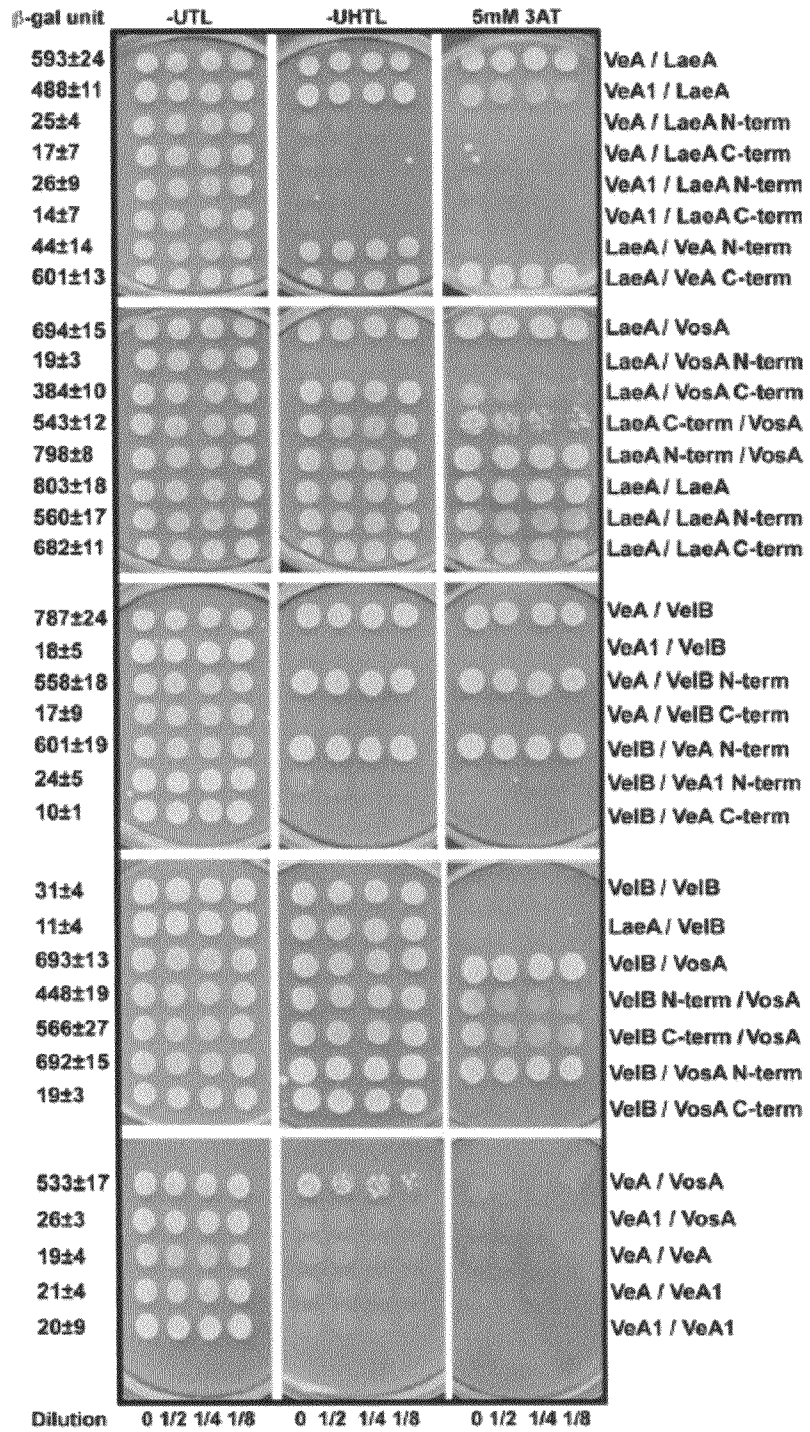 β-gal unit -UTL -UHTL 5mM 3AT
593±24 VeA / LaeA
488±11 VeA1 / LaeA
25±4 VeA / LaeA N-term
17±7 VeA / LaeA C-term
26±9 VeA1 / LaeA N-term
14±7 VeA1 / LaeA C-term
44±14 LaeA / VeA N-term
601±13 LaeA / VeA C-term
694±15 LaeA / VosA
19±3 LaeA / VosA N-term
384±10 LaeA / VosA C-term
543±12 LaeA C-term / VosA
798±8 LaeA N-term / VosA
803±18 LaeA / LaeA
560±17 LaeA / LaeA N-term
682±11 LaeA / LaeA C-term
787±24 VeA / VelB
18±5 VeA1 / VelB
558±18 VeA / VelB N-term
17±9 VeA / VelB C-term
601±19 VelB / VeA N-term
24±5 VelB / VeA1 N-term
10±1 VelB / VeA C-term
31±4 VelB / VelB
11±4 LaeA / VelB
693±13 VelB / VosA
448±19 VelB N-term / VosA
566±27 VelB C-term / VosA
692±15 VelB / VosA N-term
19±3 VelB / VosA C-term
533±17 VeA / VosA
26±3 VeA1 / VosA
19±4 VeA / VeA
21±4 VeA / VeA1
20±9 VeA1 / VeA1
Dilution 0 1/2 1/4 1/8 0 1/2 1/4 1/8 0 1/2 1/4 1/8